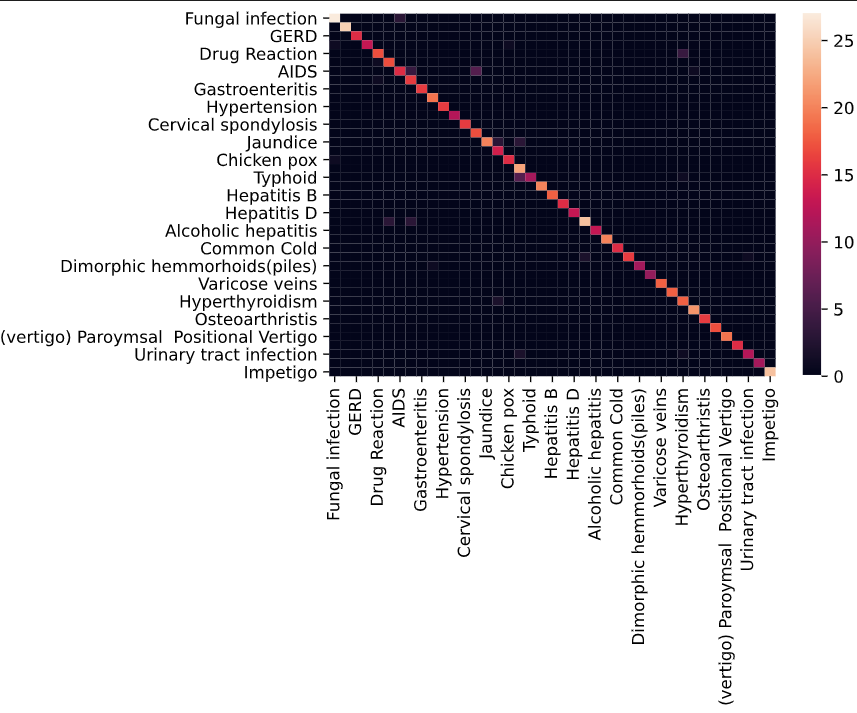 Fungal infection
GERD
Drug Reaction
AIDS
Gastroenteritis
Hypertension
Cervical spondylosis
Jaundice
Chicken pox
Typhoid
Hepatitis B
Hepatitis D
Alcoholic hepatitis
Common Cold
Dimorphic hemmorhoids(piles)
Varicose veins
Hyperthyroidism
Osteoarthristis
(vertigo) Paroymsal  Positional Vertigo
Urinary tract infection
Impetigo
25
20
15
10
5
0
Fungal infection
GERD
Drug Reaction
AIDS
Gastroenteritis
Hypertension
Cervical spondylosis
Jaundice
Chicken pox
Typhoid
Hepatitis B
Hepatitis D
Alcoholic hepatitis
Common Cold
Dimorphic hemmorhoids(piles)
Varicose veins
Hyperthyroidism
Osteoarthristis
(vertigo) Paroymsal  Positional Vertigo
Urinary tract infection
Impetigo